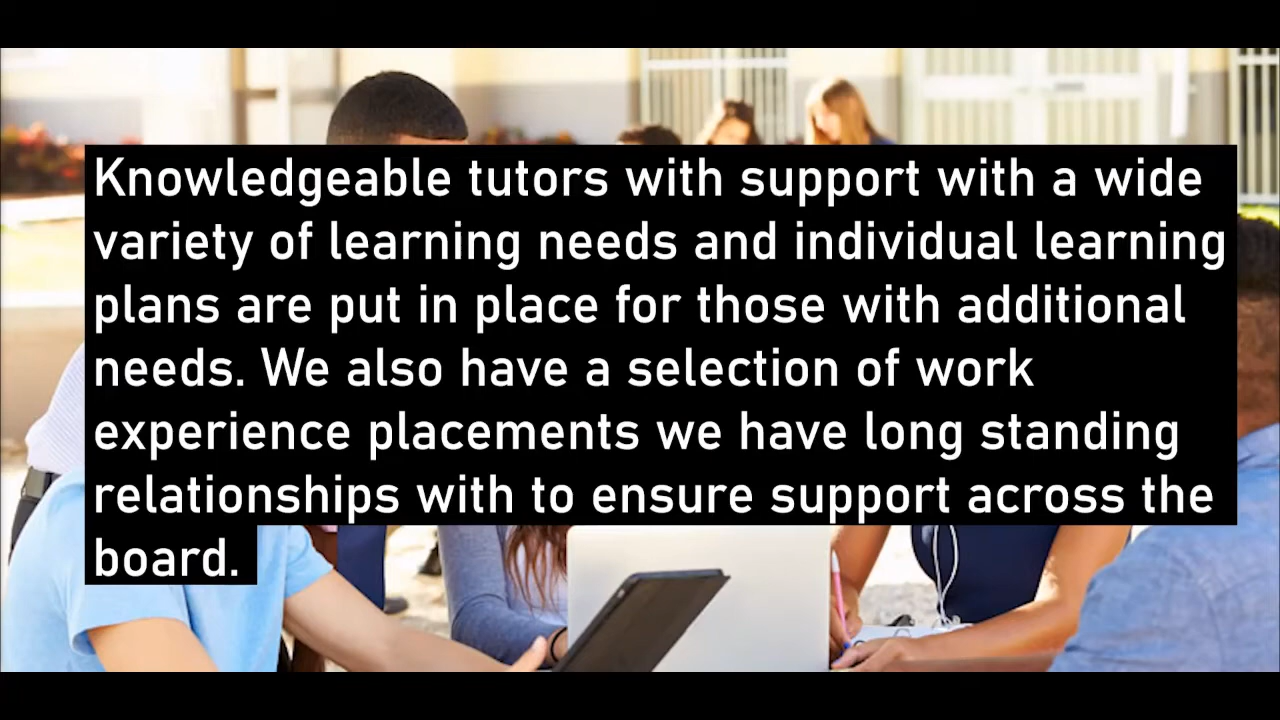 Knowledgeable tutors with support with a wide
variety of learning needs and individual learning
plans are put in place for those with additional
needs. We also have a selection of work
experience placements we have long standing
relationships with to ensure support across the
board.